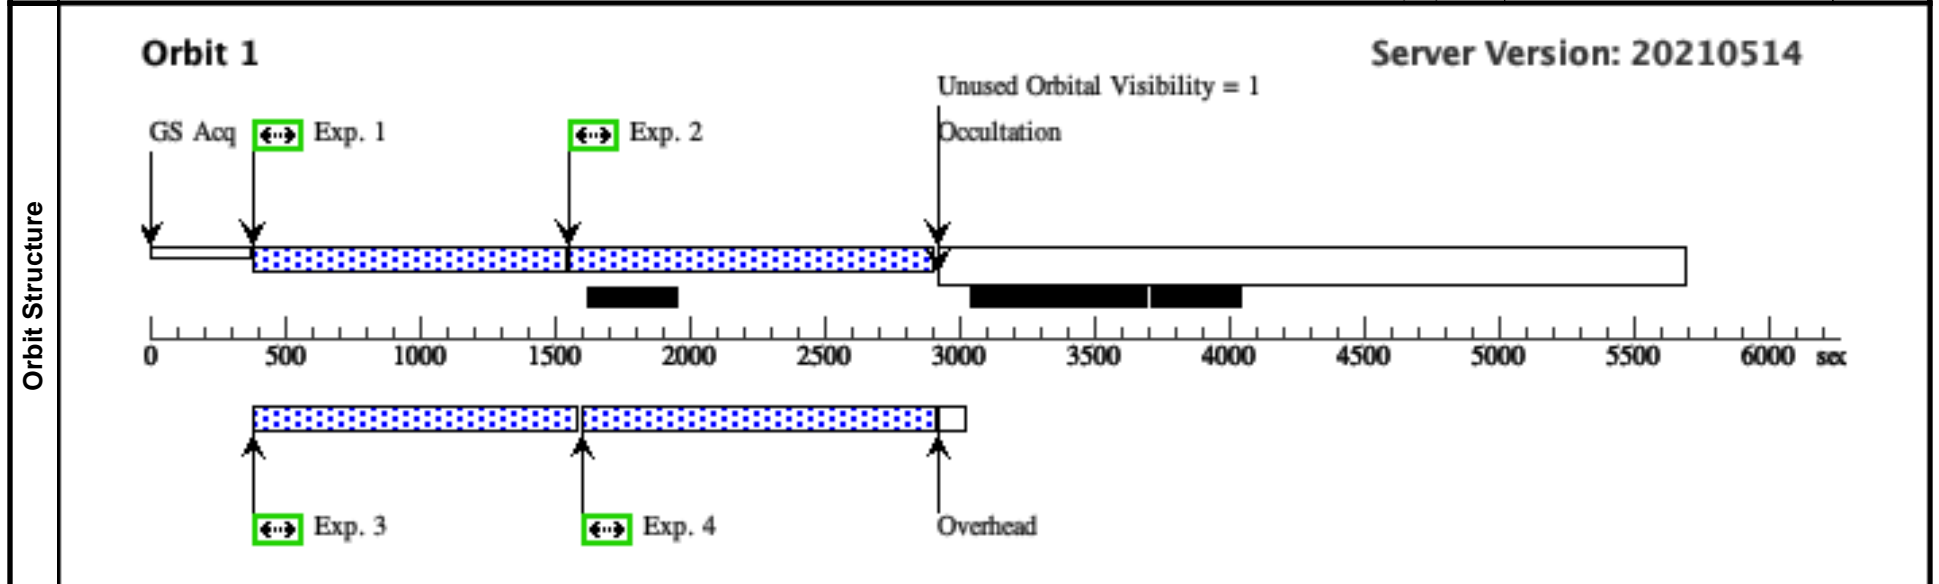 Orbit Structure
Orbit 1
Server Version: 20210514
Unused Orbital Visibility = 1
GS Acq
Exp. 1
Exp. 2
Occultation
0 500 1000 1500 2000 2500 3000 3500 4000 4500 5000 5500 6000 sec
Exp. 3
Exp. 4
Overhead